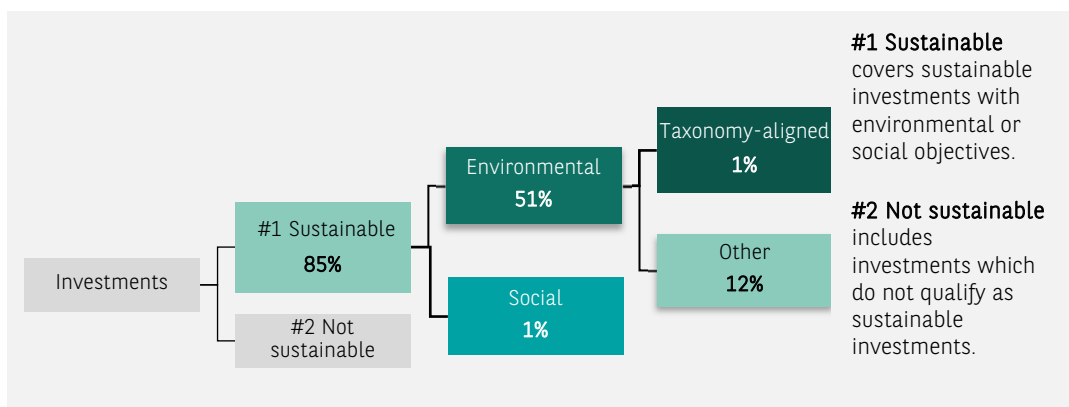 Investments
#1 Sustainable
85%
#2 Not
sustainable
Environmental
51%
Social
1%
Taxonomy-aligned
1%
Other
12%
#1 Sustainable
covers sustainable
investments with
environmental or
social objectives.
#2 Not sustainable
includes
investments which
do not qualify as
sustainable
investments.